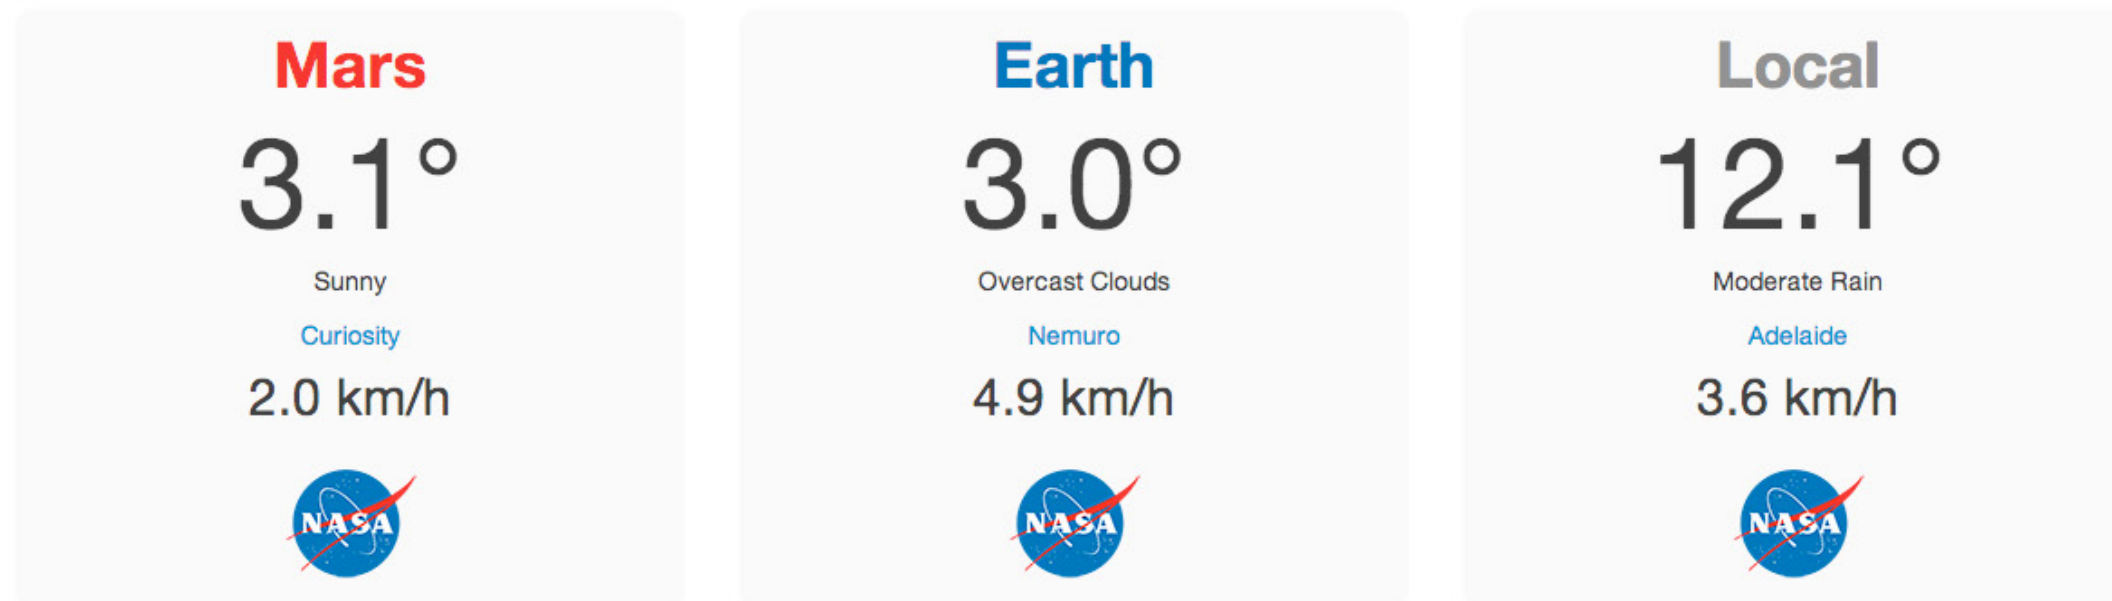 Mars
3.1°
Sunny
Curiosity
2.0 km/h
NASA
Earth
3.0°
Overcast Clouds
Nemuro
4.9 km/h
NASA
Local
12.1°
Moderate Rain
Adelaide
3.6 km/h
NASA